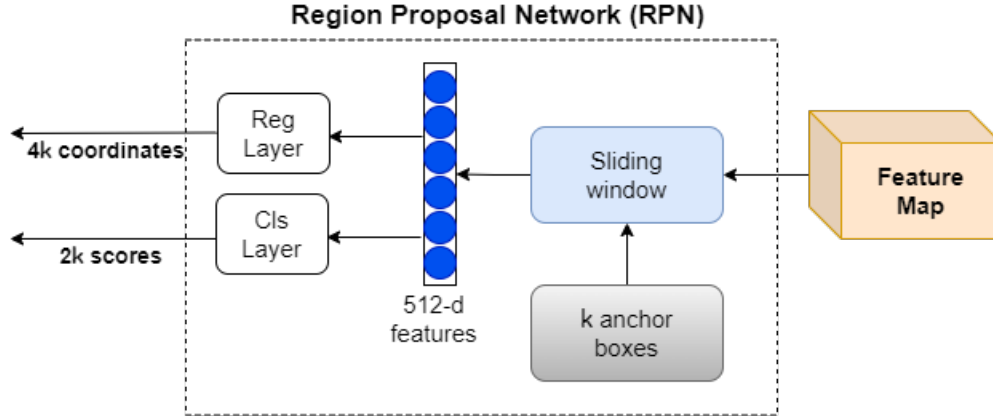 Region Proposal Network (RPN)
Reg
Layer
4k coordinates
Cls
Layer
2k scores
512-d
features
Sliding
window
k anchor
boxes
Feature
Map